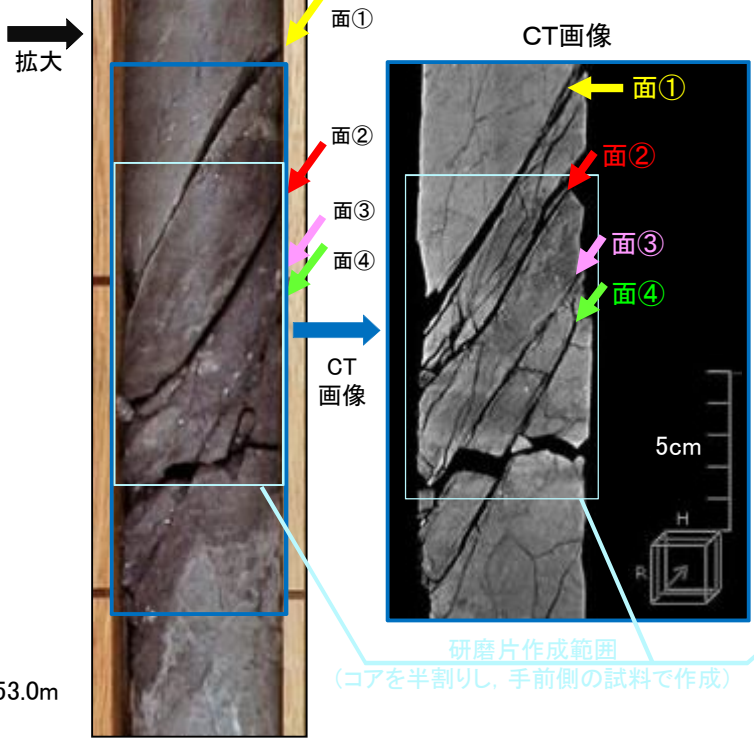 拡大
面①
面②
面③
面④
CT
画像
CT画像
面①
面②
面③
面④
5cm
H
R
研磨片作成範囲
(コアを半割りし, 手前側の試料で作成)
53.0m